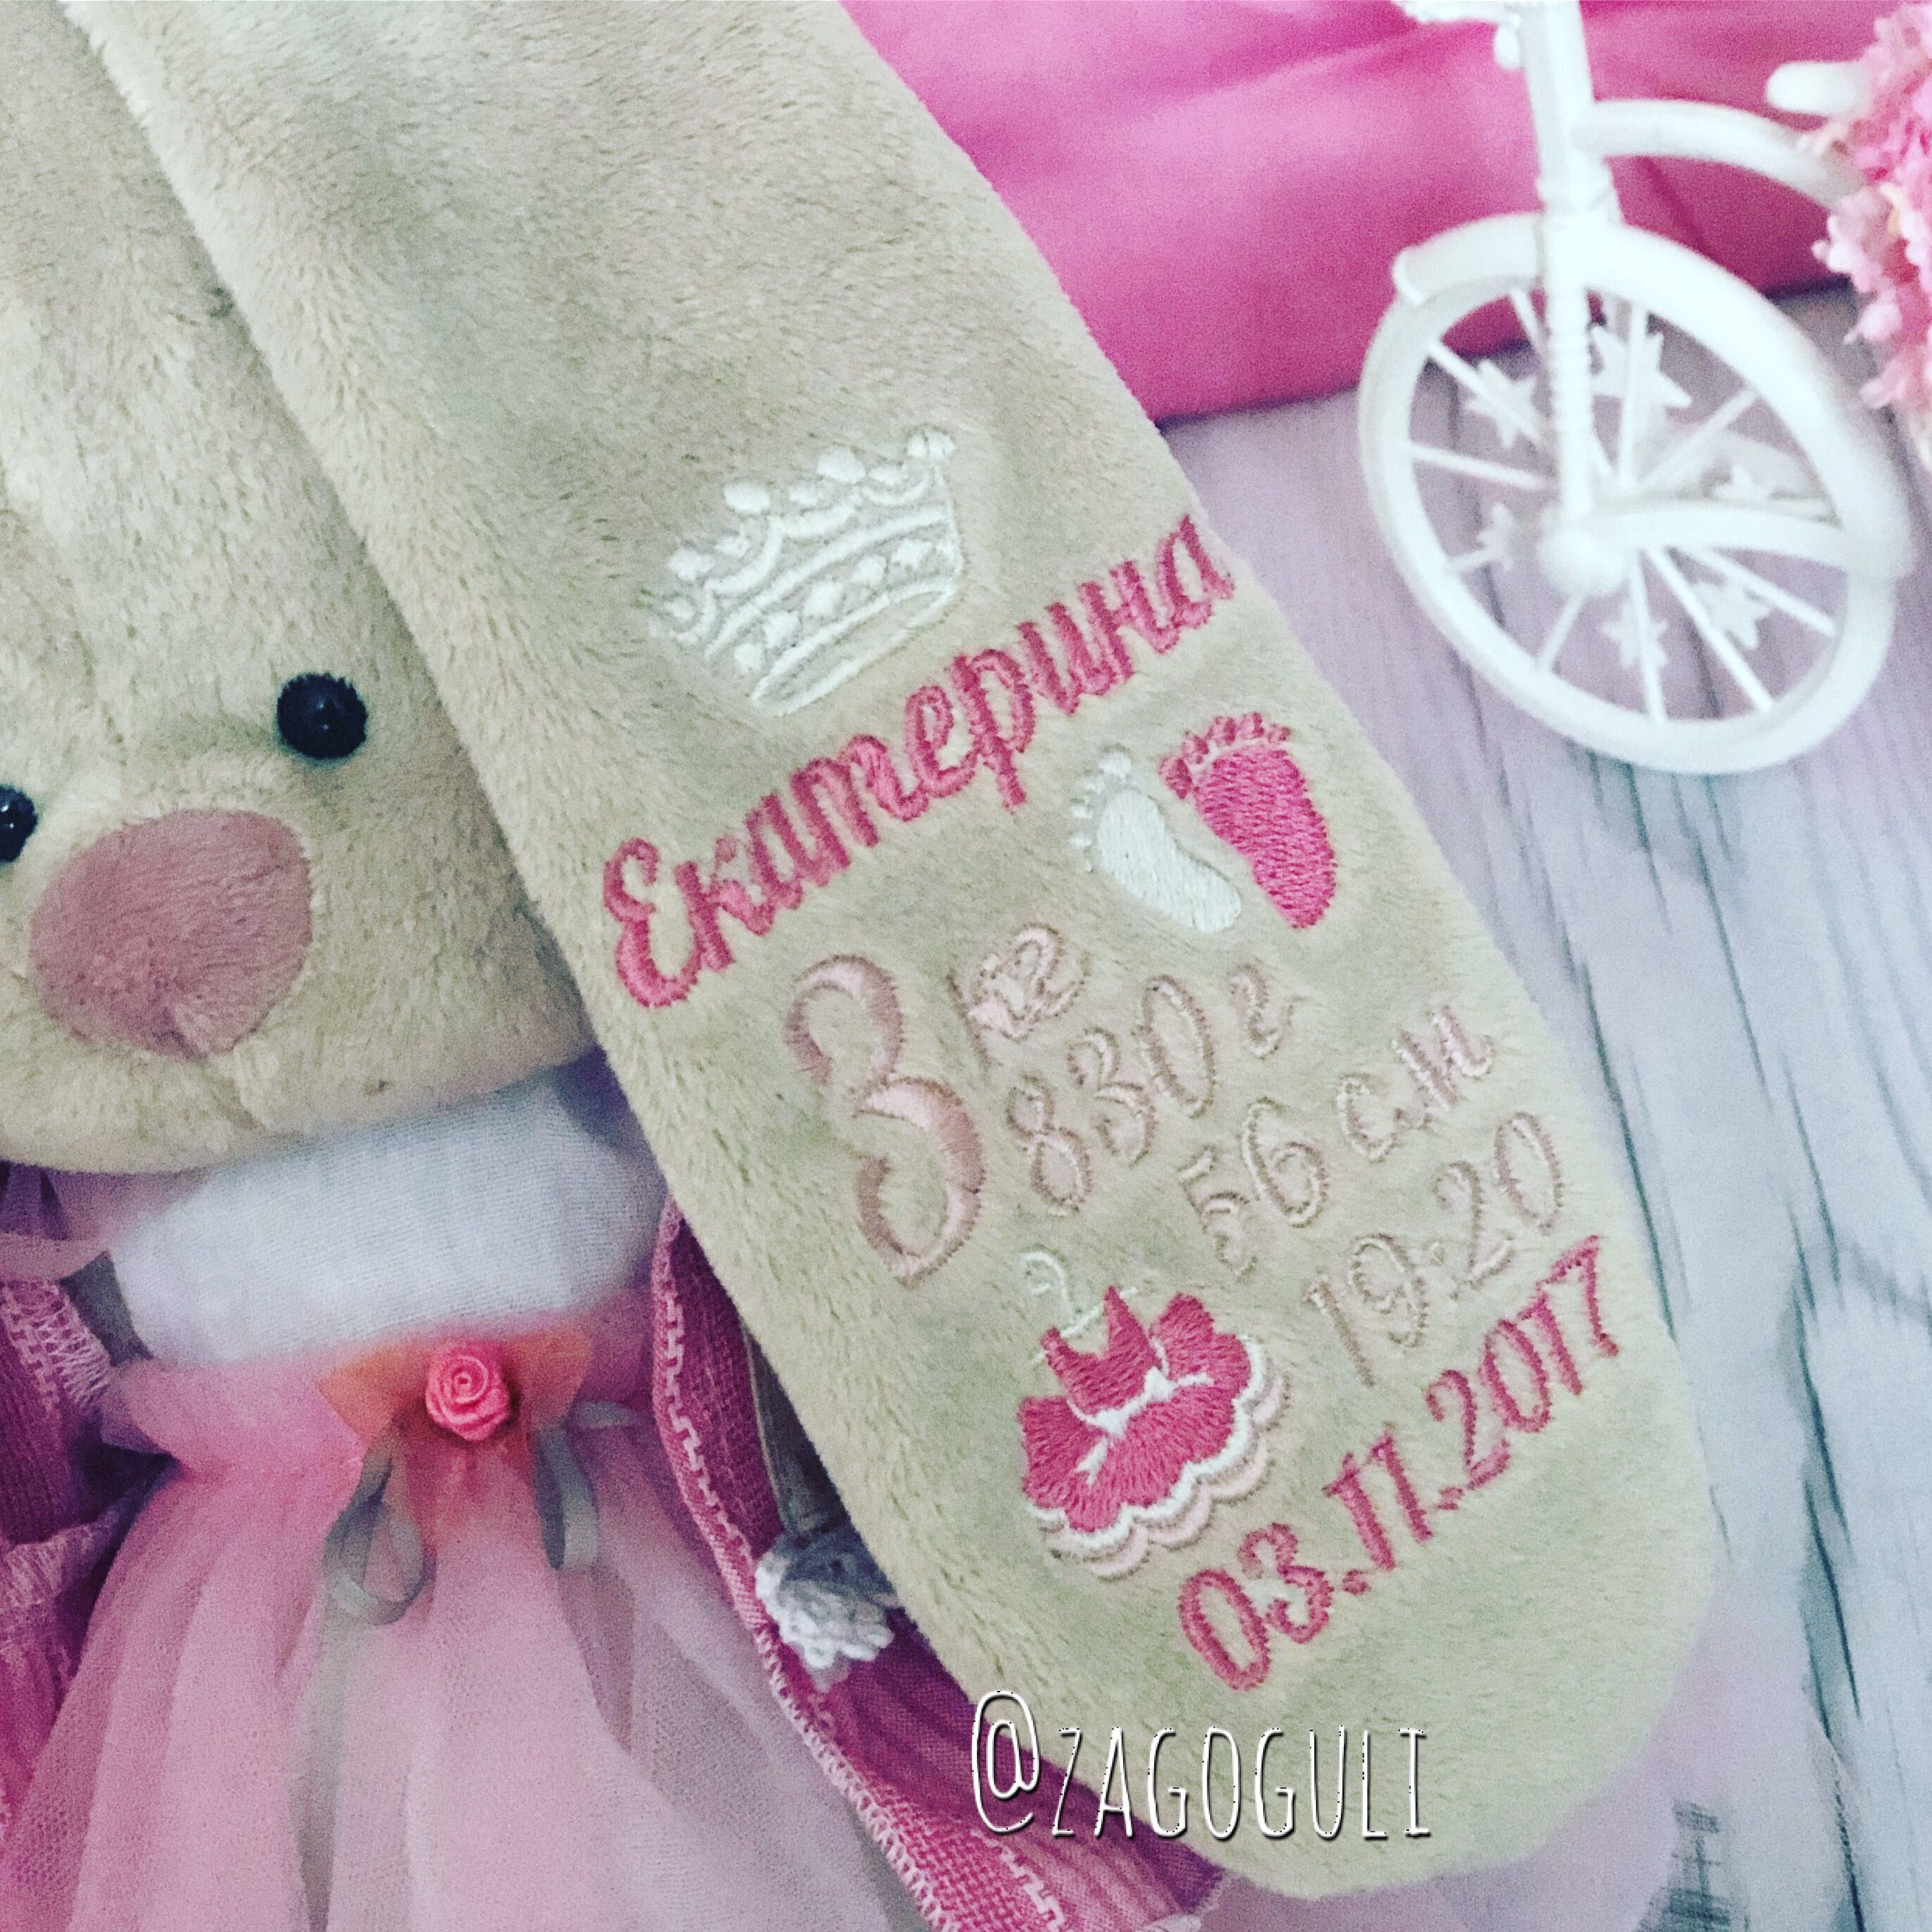 Екатерина
3 кг
830 г
56 см
19:20
03.11.2017
@ZAGOGULI